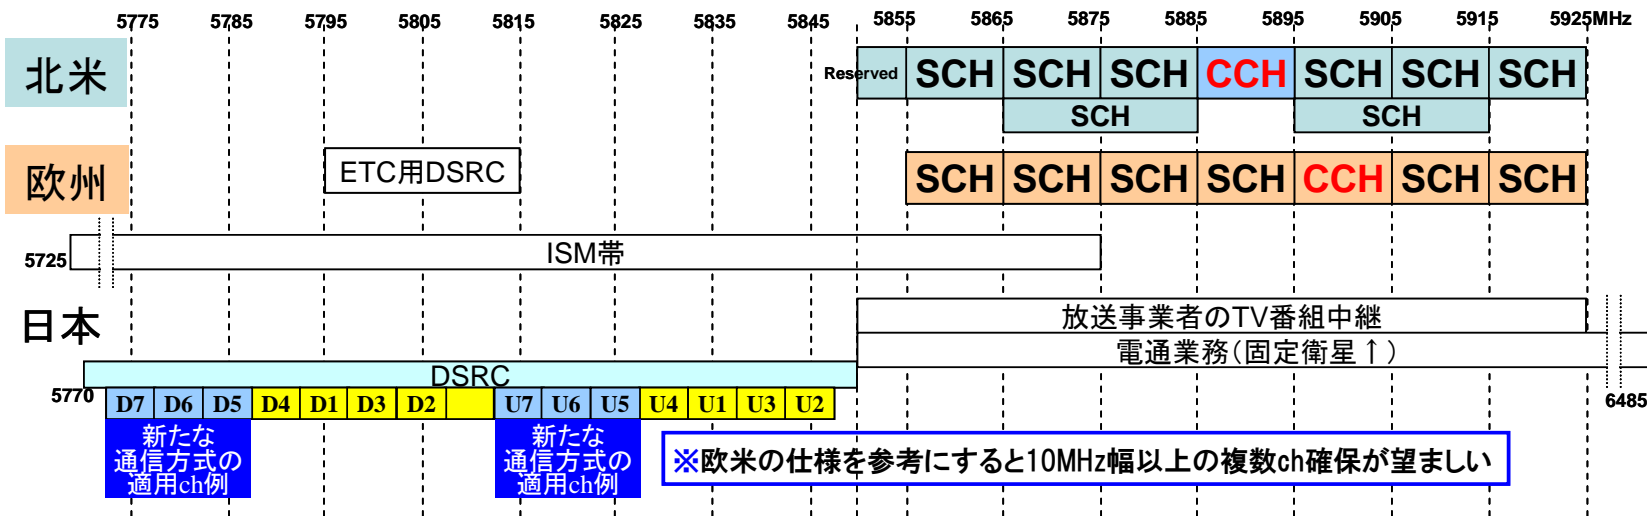 5775 5785 5795 5805 5815 5825 5835 5845 5855 5865 5875 5885 5895 5905 5915 5925MHz
北米 Reserved SCH SCH SCH CCH SCH SCH SCH
SCH SCH
欧州 ETC用DSRC SCH SCH SCH SCH CCH SCH SCH
5725 ISM帯
日本 放送事業者のTV番組中継
電通業務(固定衛星↑)
5770 DSRC 6485
D7 D6 D5 D4 D1 D3 D2 U7 U6 U5 U4 U1 U3 U2
新たな
通信方式の
適用ch例
新たな
通信方式の
適用ch例
※欧米の仕様を参考にすると10MHz幅以上の複数ch確保が望ましい